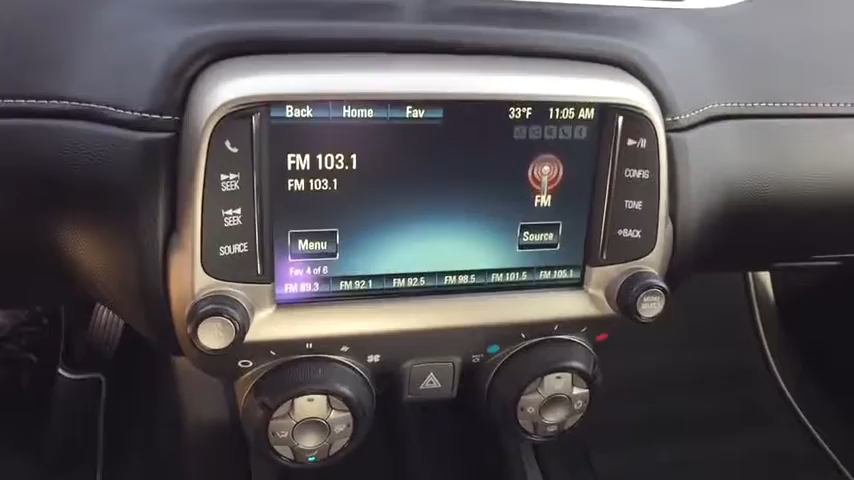 Back Home Fav 33°F 11:05 AM
FM 103.1
FM 103.1
FM
Menu Source
Fav 4 of 6
FM 89.3 FM 92.1 FM 92.5 FM 98.5 FM 101.5 FM 105.1
SEEK
SEEK
SOURCE
CONFIG
TONE
BACK
MENU
SELECT